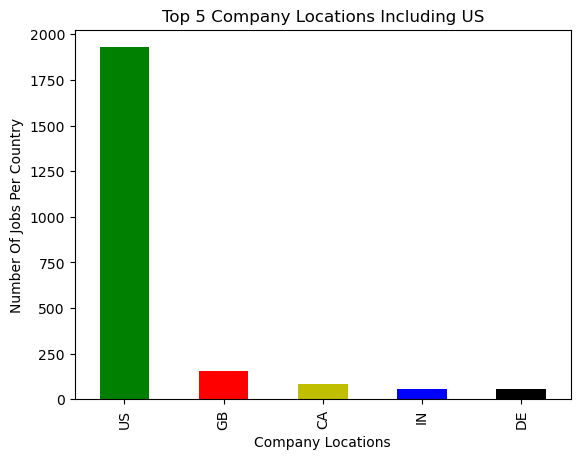 Top 5 Company Locations Including US
2000
1750
1500
1250
1000
750
500
250
0
Number Of Jobs Per Country
US
GB
CA
IN
DE
Company Locations